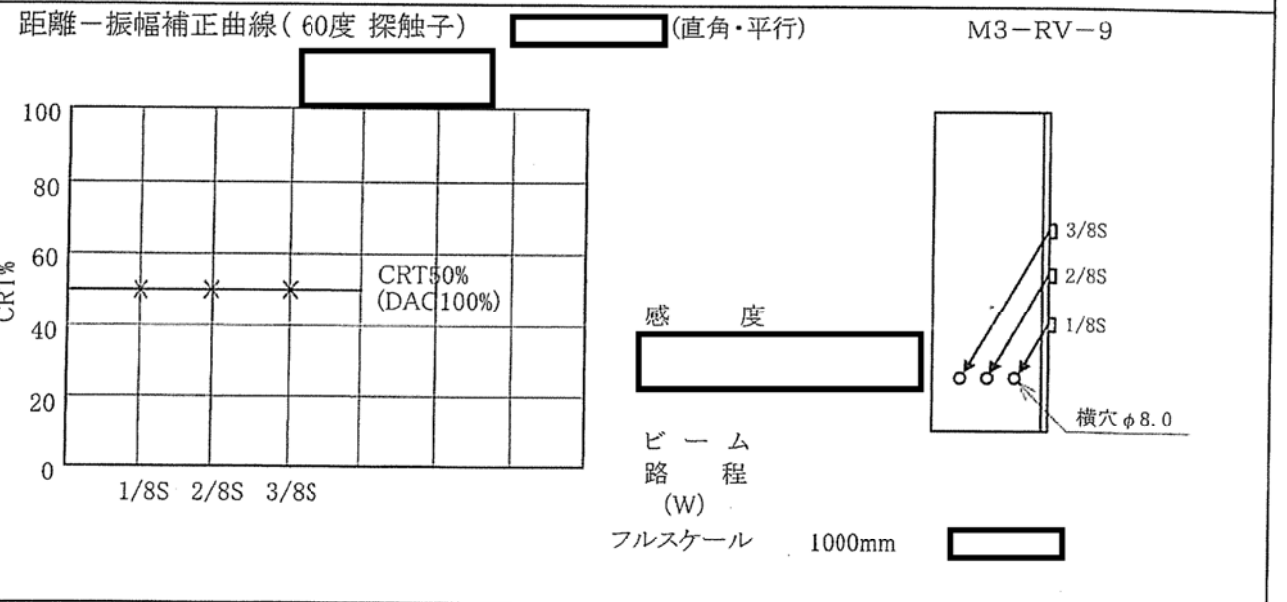 距離－振幅補正曲線( 60度 探触子)
(直角・平行)
M3－RV－9
100
80
60
40
20
0
CRT%
CRT50%
(DAC100%)
1/8S 2/8S 3/8S
感 度
ビ ー ム
路 程
(W)
フルスケール 1000mm
3/8S
2/8S
1/8S
横穴φ8.0